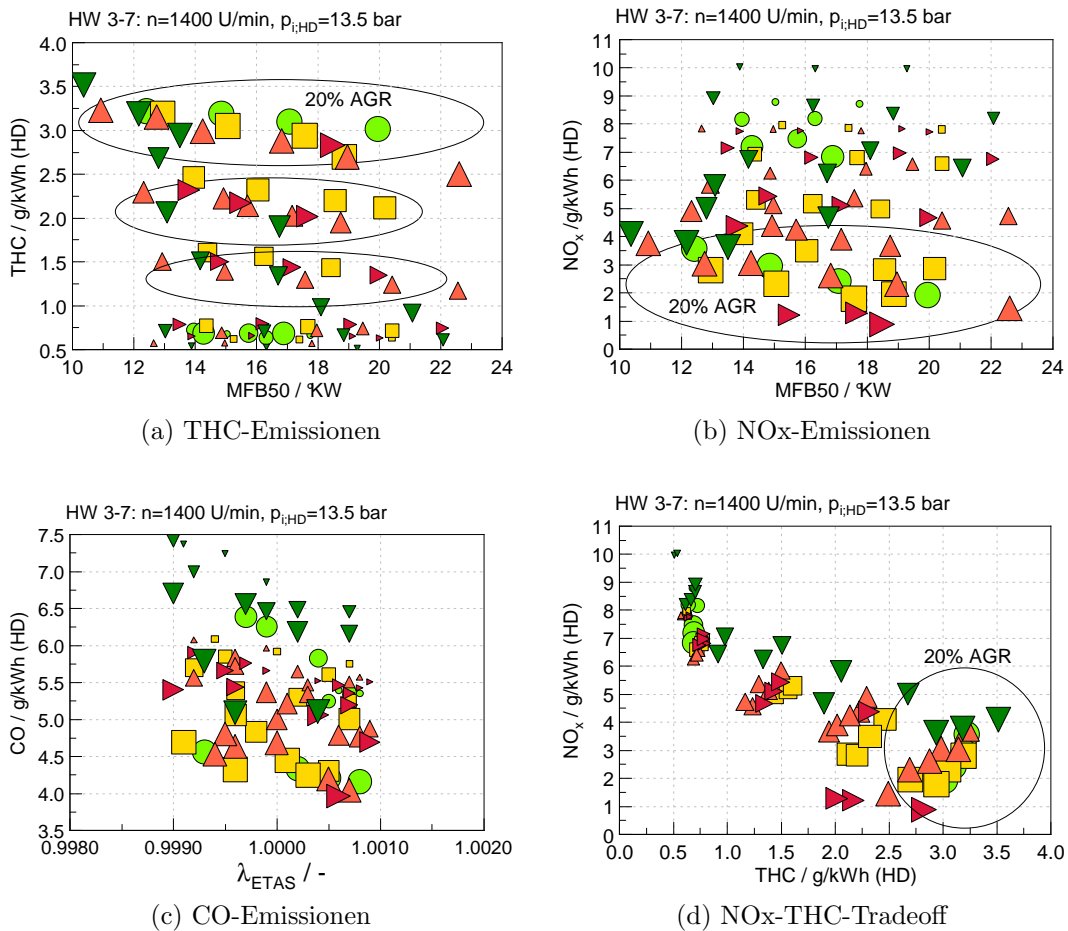 HW 3-7: n=1400 U/min, p_i;HD=13.5 bar
THC / g/kWh (HD)
4.0
3.5
3.0
2.5
2.0
1.5
1.0
0.5
20% AGR
10 12 14 16 18 20 22 24
MFB50 / °KW
(a) THC-Emissionen
HW 3-7: n=1400 U/min, p_i;HD=13.5 bar
NO_x /g/kWh (HD)
11
10
9
8
7
6
5
4
3
2
1
0
20% AGR
10 12 14 16 18 20 22 24
MFB50 / °KW
(b) NOx-Emissionen
HW 3-7: n=1400 U/min, p_i;HD=13.5 bar
CO / g/kWh (HD)
7.5
7.0
6.5
6.0
5.5
5.0
4.5
4.0
3.5
0.9980 0.9990 1.0000 1.0010 1.0020
λ_ETAS / -
(c) CO-Emissionen
HW 3-7: n=1400 U/min, p_i;HD=13.5 bar
NO_x / g/kWh (HD)
11
10
9
8
7
6
5
4
3
2
1
0
20% AGR
0.0 0.5 1.0 1.5 2.0 2.5 3.0 3.5 4.0
THC / g/kWh (HD)
(d) NOx-THC-Tradeoff